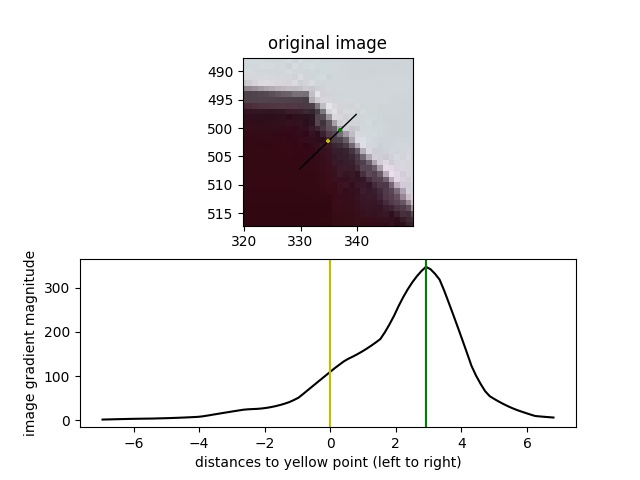 original image
490
495
500
505
510
515
320 330 340
image gradient magnitude
300
200
100
0
−6 −4 −2 0 2 4 6
distances to yellow point (left to right)